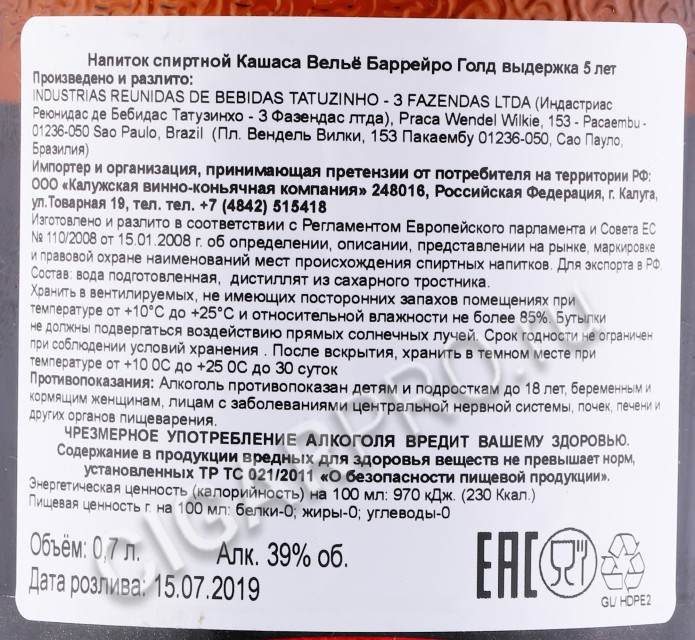 Напиток спиртной Кашаса Вельё Баррейро Голд выдержка 5 лет
Произведено и разлито:
INDUSTRIAS REUNIDAS DE BEBIDAS TATUZINHO - 3 FAZENDAS LTDA (Индастриас
Реюнидас де Бебидас Татузинхо - 3 Фазендас лтда), Praca Wendel Wilkie, 153 - Pacaembu -
01236-050 Sao Paulo, Brazil (Пл. Вендель Вилки, 153 Пакаембу 01236-050, Сао Пауло,
Бразилия)
Импортер и организация, принимающая претензии от потребителя на территории РФ:
ООО «Калужская винно-коньячная компания» 248016, Российская Федерация, г. Калуга,
ул.Товарная 19, тел. тел. +7 (4842) 515418
Изготовлено и разлито в соответствии с Регламентом Европейского парламента и Совета ЕС
№ 110/2008 от 15.01.2008 г. об определении, описании, представлении на рынке, маркировке
и правовой охране наименований мест происхождения спиртных напитков. Для экспорта в РФ.
Состав: вода подготовленная, дистиллят из сахарного тростника.
Хранить в вентилируемых, не имеющих посторонних запахов помещениях при
температуре от +10°С до +25°С и относительной влажности не более 85%. Бутылки
не должны подвергаться воздействию прямых солнечных лучей. Срок годности не ограничен
при соблюдении условий хранения . После вскрытия, хранить в темном месте при
температуре от +10 0С до +25 0С до 30 суток
Противопоказания: Алкоголь противопоказан детям и подросткам до 18 лет, беременным и
кормящим женщинам, лицам с заболеваниями центральной нервной системы, почек, печени и
других органов пищеварения.
ЧРЕЗМЕРНОЕ УПОТРЕБЛЕНИЕ АЛКОГОЛЯ ВРЕДИТ ВАШЕМУ ЗДОРОВЬЮ.
Содержание в продукции вредных для здоровья веществ не превышает норм,
установленных ТР ТС 021/2011 «О безопасности пищевой продукции».
Энергетическая ценность (калорийность) на 100 мл: 970 кДж. (230 Ккал.)
Пищевая ценность г. на 100 мл: белки-0; жиры-0; углеводы-0
Объём: 0,7 л. Алк. 39% об.
Дата розлива: 15.07.2019
EAC
GL/ HDPE2
CIGARPRO.RU